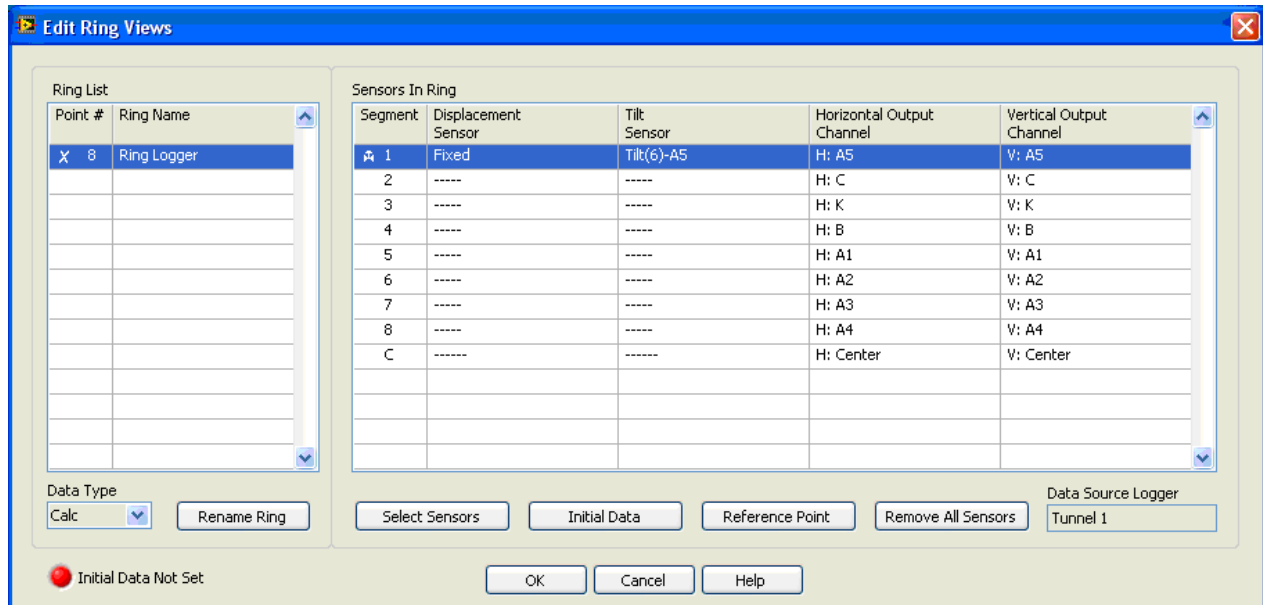 Edit Ring Views
Ring List
Point # Ring Name
X 8 Ring Logger
Data Type
Calc
Rename Ring
Sensors In Ring
Segment Displacement Sensor Tilt Sensor Horizontal Output Channel Vertical Output Channel
1 Fixed Tilt(6)-A5 H: A5 V: A5
2 ----- ----- H: C V: C
3 ----- ----- H: K V: K
4 ----- ----- H: B V: B
5 ----- ----- H: A1 V: A1
6 ----- ----- H: A2 V: A2
7 ----- ----- H: A3 V: A3
8 ----- ----- H: A4 V: A4
C ------ ------ H: Center V: Center
Select Sensors Initial Data Reference Point Remove All Sensors
Data Source Logger
Tunnel 1
Initial Data Not Set
OK Cancel Help